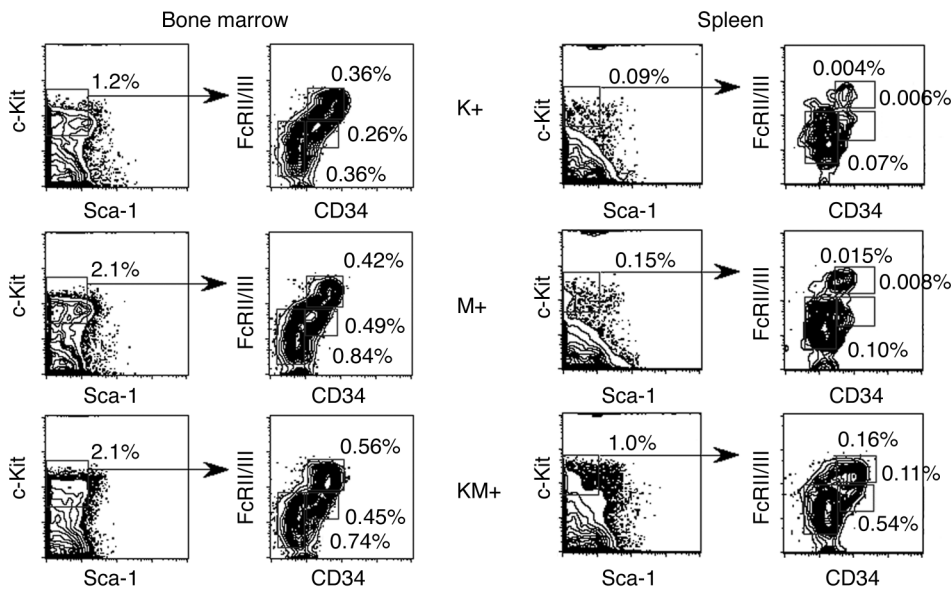 Bone marrow
Spleen
c-Kit
1.2%
Sca-1
FcRII/III
0.36%
0.26%
0.36%
CD34
K+
c-Kit
0.09%
Sca-1
FcRII/III
0.004%
0.006%
0.07%
CD34
c-Kit
2.1%
Sca-1
FcRII/III
0.42%
0.49%
0.84%
CD34
M+
c-Kit
0.15%
Sca-1
FcRII/III
0.015%
0.008%
0.10%
CD34
c-Kit
2.1%
Sca-1
FcRII/III
0.56%
0.45%
0.74%
CD34
KM+
c-Kit
1.0%
Sca-1
FcRII/III
0.16%
0.11%
0.54%
CD34